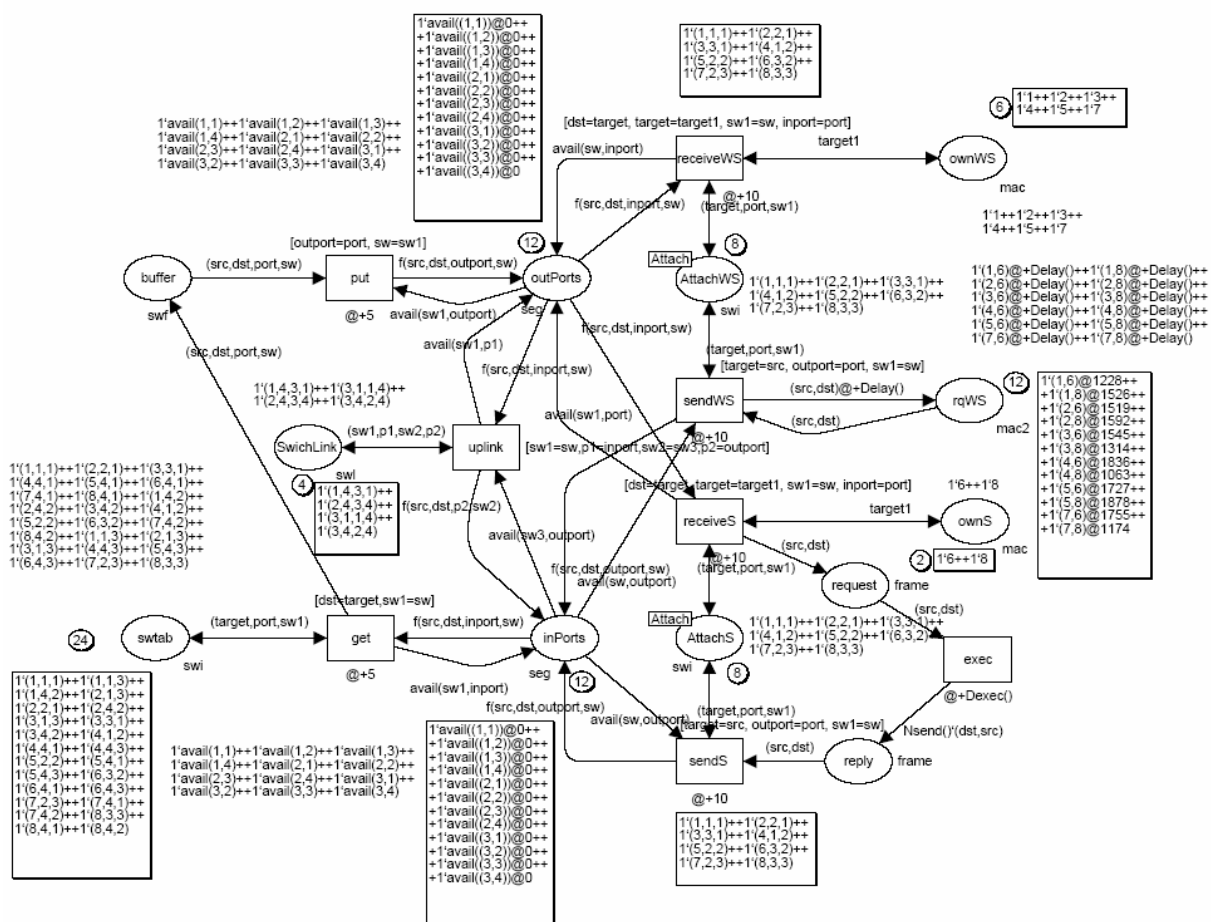 1`avail((1,1))@0++
+1`avail((1,2))@0++
+1`avail((1,3))@0++
+1`avail((1,4))@0++
+1`avail((2,1))@0++
+1`avail((2,2))@0++
+1`avail((2,3))@0++
+1`avail((2,4))@0++
+1`avail((3,1))@0++
+1`avail((3,2))@0++
+1`avail((3,3))@0++
+1`avail((3,4))@0
1`(1,1,1)++1`(2,2,1)++
1`(3,3,1)++1`(4,1,2)++
1`(5,2,2)++1`(6,3,2)++
1`(7,2,3)++1`(8,3,3)
6
1`1++1`2++1`3++
1`4++1`5++1`7
1`avail(1,1)++1`avail(1,2)++1`avail(1,3)++
1`avail(1,4)++1`avail(2,1)++1`avail(2,2)++
1`avail(2,3)++1`avail(2,4)++1`avail(3,1)++
1`avail(3,2)++1`avail(3,3)++1`avail(3,4)
[dst=target, target=target1, sw1=sw, inport=port]
avail(sw,inport)
receiveWS
target1
ownWS
mac
@+10
f(src,dst,inport,sw)
(target,port,sw1)
1`1++1`2++1`3++
1`4++1`5++1`7
[outport=port, sw=sw1]
12
8
Attach
buffer
(src,dst,port,sw)
put
f(src,dst,outport,sw)
outPorts
AttachWS
swf
@+5
avail(sw1,outport)
seg
swi
1`(1,1,1)++1`(2,2,1)++1`(3,3,1)++
1`(4,1,2)++1`(5,2,2)++1`(6,3,2)++
1`(7,2,3)++1`(8,3,3)
1`(1,6)@+Delay()++1`(1,8)@+Delay()++
1`(2,6)@+Delay()++1`(2,8)@+Delay()++
1`(3,6)@+Delay()++1`(3,8)@+Delay()++
1`(4,6)@+Delay()++1`(4,8)@+Delay()++
1`(5,6)@+Delay()++1`(5,8)@+Delay()++
1`(7,6)@+Delay()++1`(7,8)@+Delay()
f(src,dst,inport,sw)
avail(sw1,p1)
(src,dst,port,sw)
f(src,dst,inport,sw)
(target,port,sw1)
[target=src, outport=port, sw1=sw]
1`(1,4,3,1)++1`(3,1,1,4)++
1`(2,4,3,4)++1`(3,4,2,4)
avail(sw1,port)
sendWS
(src,dst)@+Delay()
(src,dst)
rqWS
mac2
12
1`(1,6)@1228++
+1`(1,8)@1526++
+1`(2,6)@1519++
+1`(2,8)@1592++
+1`(3,6)@1545++
+1`(3,8)@1314++
+1`(4,6)@1836++
+1`(4,8)@1063++
+1`(5,6)@1727++
+1`(5,8)@1878++
+1`(7,6)@1755++
+1`(7,8)@1174
SwichLink
(sw1,p1,sw2,p2)
uplink
@+10
[sw1=sw,p1=inport,sw2=sw3,p2=outport]
swl
4
1`(1,4,3,1)++
1`(2,4,3,4)++
1`(3,1,1,4)++
1`(3,4,2,4)
f(src,dst,p2,sw2)
1`(1,1,1)++1`(2,2,1)++1`(3,3,1)++
1`(4,4,1)++1`(5,4,1)++1`(6,4,1)++
1`(7,4,1)++1`(8,4,1)++1`(1,4,2)++
1`(2,4,2)++1`(3,4,2)++1`(4,1,2)++
1`(5,2,2)++1`(6,3,2)++1`(7,4,2)++
1`(8,4,2)++1`(1,1,3)++1`(2,1,3)++
1`(3,1,3)++1`(4,4,3)++1`(5,4,3)++
1`(6,4,3)++1`(7,2,3)++1`(8,3,3)
[dst=target, target=target1, sw1=sw, inport=port]
receiveS
target1
1`6++1`8
ownS
mac
2
1`6++1`8
avail(sw3,outport)
@+10
(target,port,sw1)
(src,dst)
f(src,dst,outport,sw)
avail(sw,outport)
request
frame
[dst=target,sw1=sw]
(src,dst)
24
swtab
(target,port,sw1)
get
f(src,dst,inport,sw)
inPorts
Attach
AttachS
1`(1,1,1)++1`(2,2,1)++1`(3,3,1)++
1`(4,1,2)++1`(5,2,2)++1`(6,3,2)++
1`(7,2,3)++1`(8,3,3)
exec
swi
@+5
seg
12
swi
8
@+Dexec()
1`(1,1,1)++1`(1,1,3)++
1`(1,4,2)++1`(2,1,3)++
1`(2,2,1)++1`(2,4,2)++
1`(3,1,3)++1`(3,3,1)++
1`(3,4,2)++1`(4,1,2)++
1`(4,4,1)++1`(4,4,3)++
1`(5,2,2)++1`(5,4,1)++
1`(5,4,3)++1`(6,3,2)++
1`(6,4,1)++1`(6,4,3)++
1`(7,2,3)++1`(7,4,1)++
1`(7,4,2)++1`(8,3,3)++
1`(8,4,1)++1`(8,4,2)
avail(sw1,inport)
f(src,dst,outport,sw)
avail(sw,outport)
(target,port,sw1)
[target=src, outport=port, sw1=sw]
Nsend()`(dst,src)
1`avail(1,1)++1`avail(1,2)++1`avail(1,3)++
1`avail(1,4)++1`avail(2,1)++1`avail(2,2)++
1`avail(2,3)++1`avail(2,4)++1`avail(3,1)++
1`avail(3,2)++1`avail(3,3)++1`avail(3,4)
1`avail((1,1))@0++
+1`avail((1,2))@0++
+1`avail((1,3))@0++
+1`avail((1,4))@0++
+1`avail((2,1))@0++
+1`avail((2,2))@0++
+1`avail((2,3))@0++
+1`avail((2,4))@0++
+1`avail((3,1))@0++
+1`avail((3,2))@0++
+1`avail((3,3))@0++
+1`avail((3,4))@0
sendS
(src,dst)
reply
frame
@+10
1`(1,1,1)++1`(2,2,1)++
1`(3,3,1)++1`(4,1,2)++
1`(5,2,2)++1`(6,3,2)++
1`(7,2,3)++1`(8,3,3)